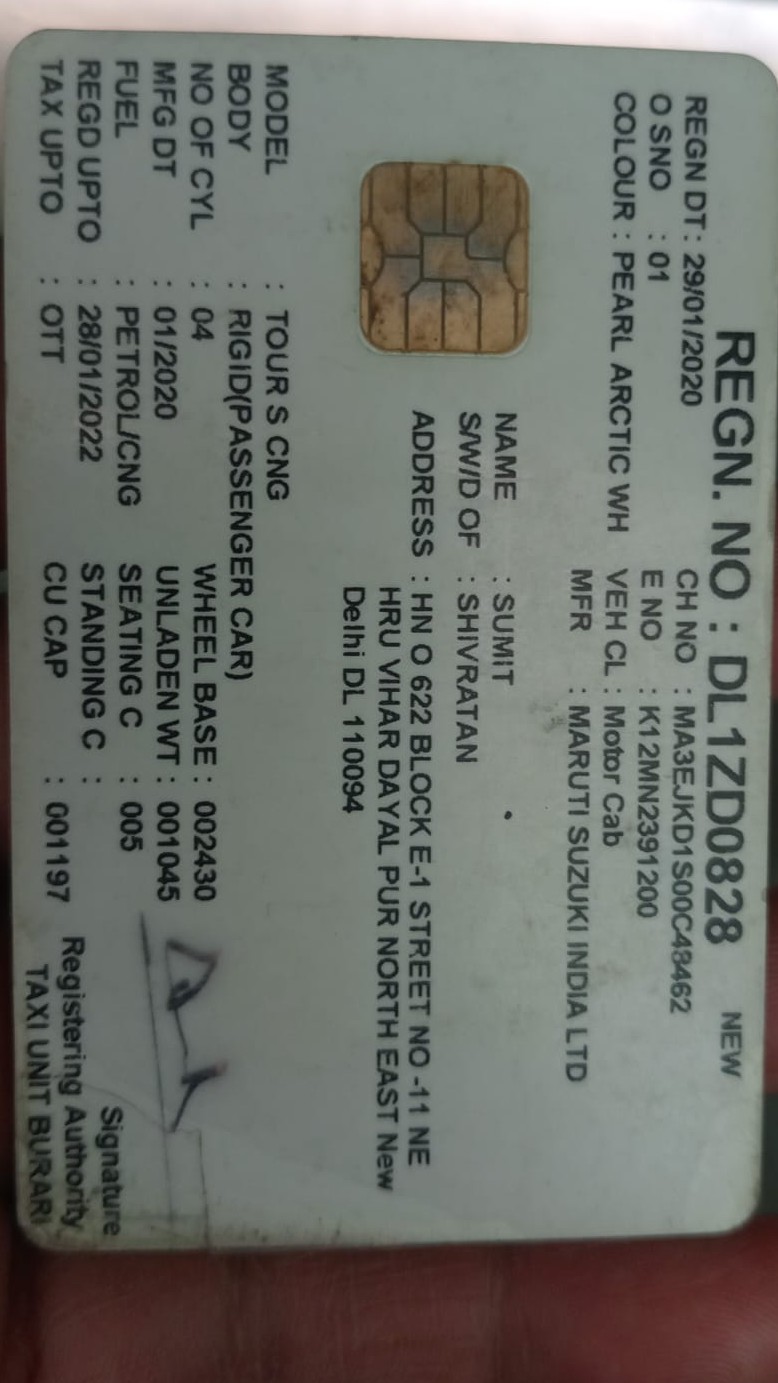 REGN. NO : DL1ZD0828 NEW
REGN DT : 29/01/2020 CH NO : MA3EJKD1S00C48462
O SNO : 01 E NO : K12MN2391200
COLOUR : PEARL ARCTIC WH VEH CL : Motor Cab
MFR : MARUTI SUZUKI INDIA LTD
NAME : SUMIT
S/W/D OF : SHIVRATAN
ADDRESS : HN O 622 BLOCK E-1 STREET NO -11 NE
HRU VIHAR DAYAL PUR NORTH EAST New
Delhi DL 110094
MODEL : TOUR S CNG
BODY : RIGID(PASSENGER CAR)
NO OF CYL : 04 WHEEL BASE : 002430
MFG DT : 01/2020 UNLADEN WT : 001045
FUEL : PETROL/CNG SEATING C : 005
REGD UPTO : 28/01/2022 STANDING C :
TAX UPTO : OTT CU CAP : 001197
Signature
Registering Authority
TAXI UNIT BURARI